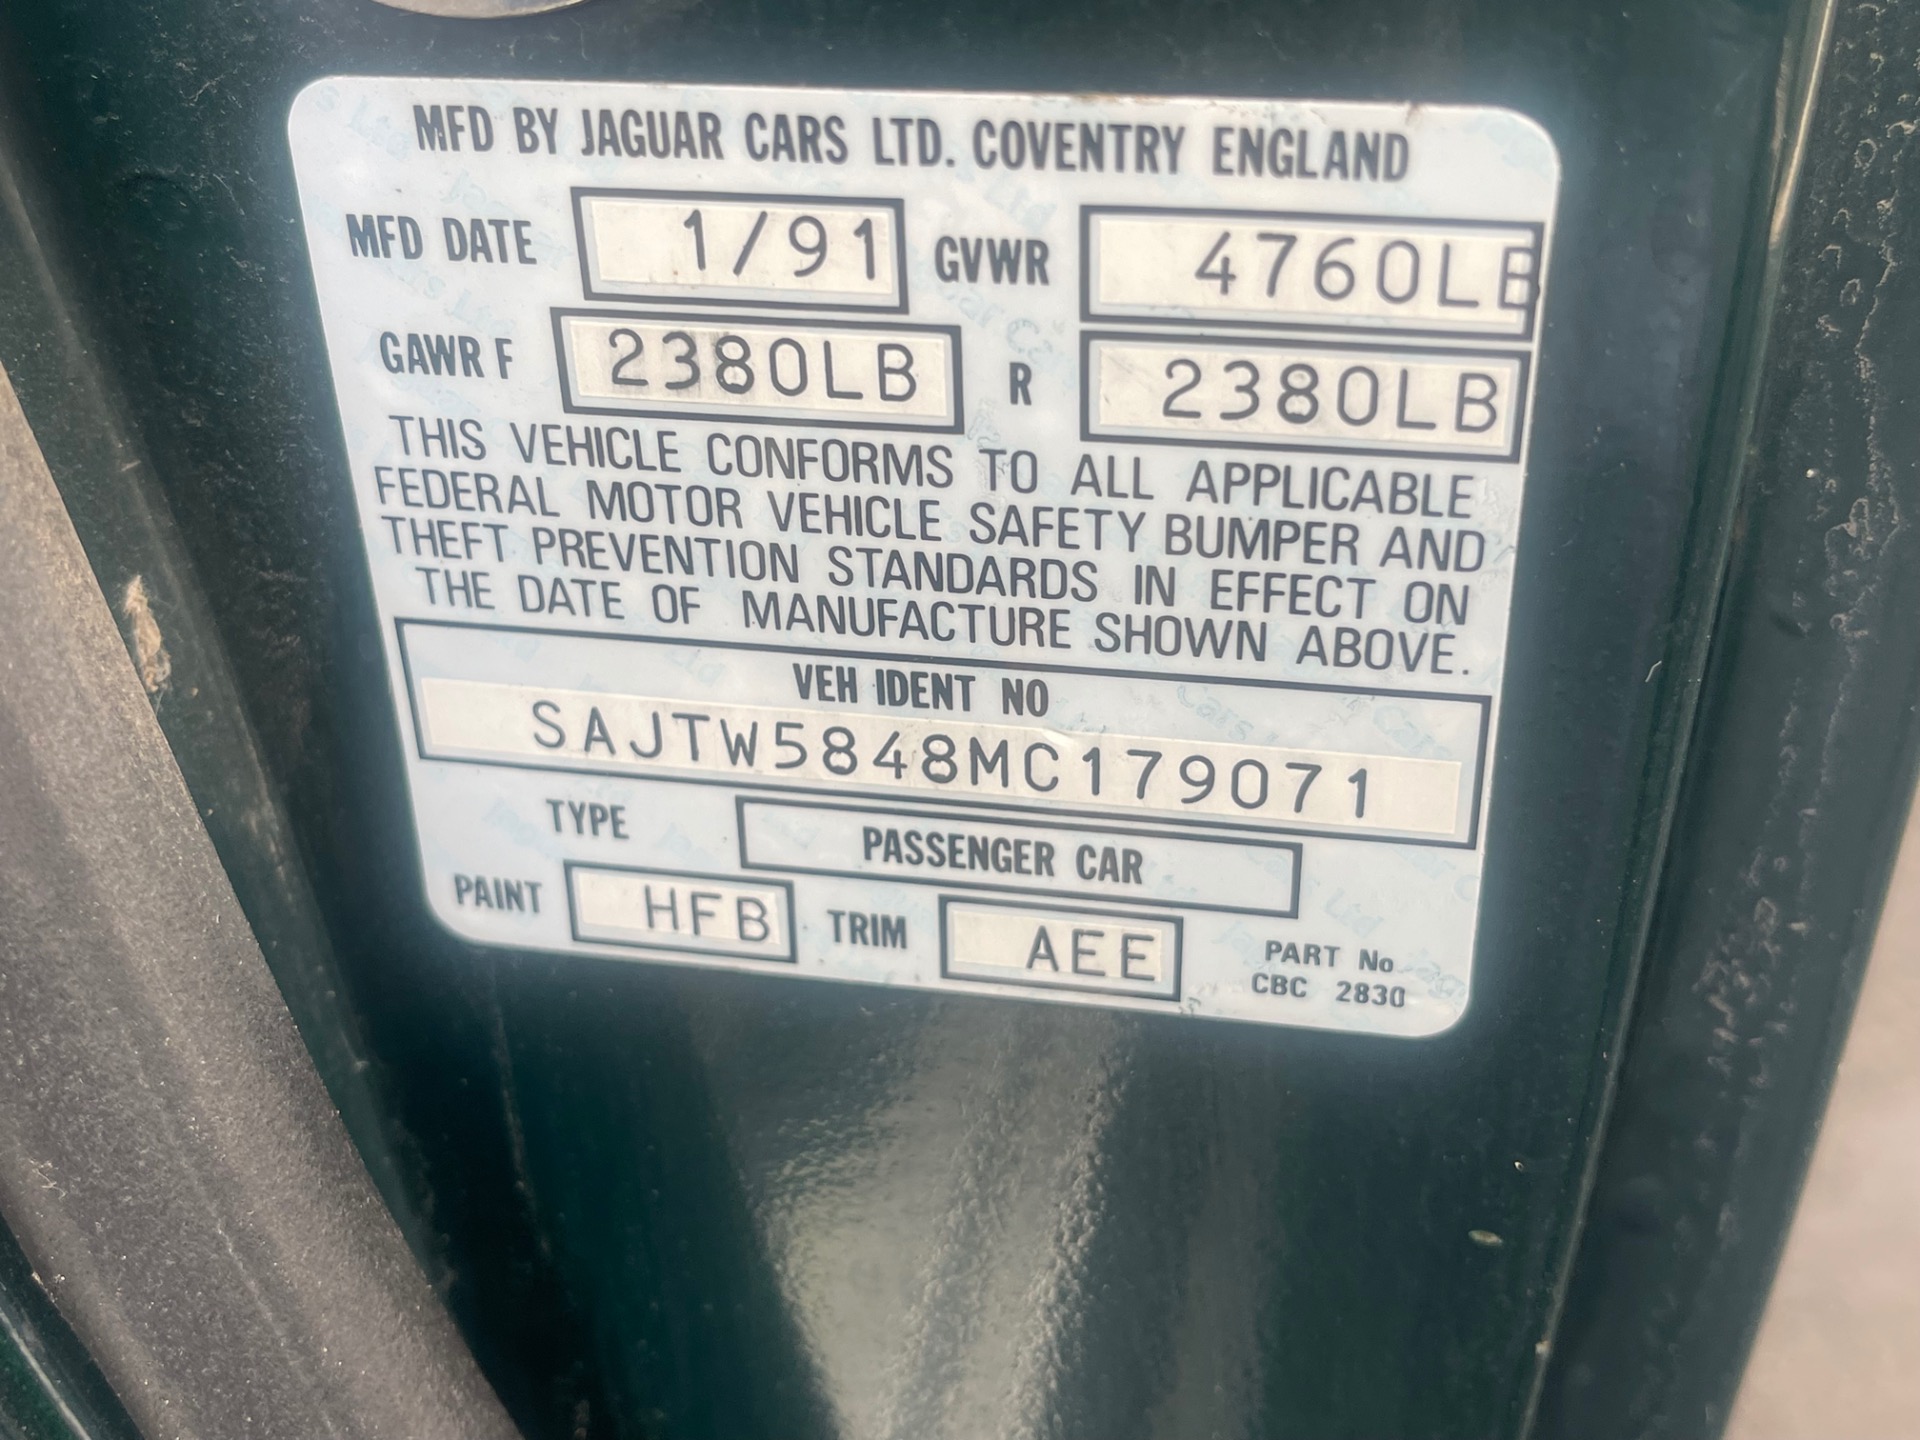 MFD BY JAGUAR CARS LTD. COVENTRY ENGLAND
MFD DATE 1/91 GVWR 4760LB
GAWR F 2380LB R 2380LB
THIS VEHICLE CONFORMS TO ALL APPLICABLE
FEDERAL MOTOR VEHICLE SAFETY BUMPER AND
THEFT PREVENTION STANDARDS IN EFFECT ON
THE DATE OF MANUFACTURE SHOWN ABOVE.
VEH IDENT NO
SAJTW5848MC179071
TYPE PASSENGER CAR
PAINT HFB TRIM AEE PART No
CBC 2830